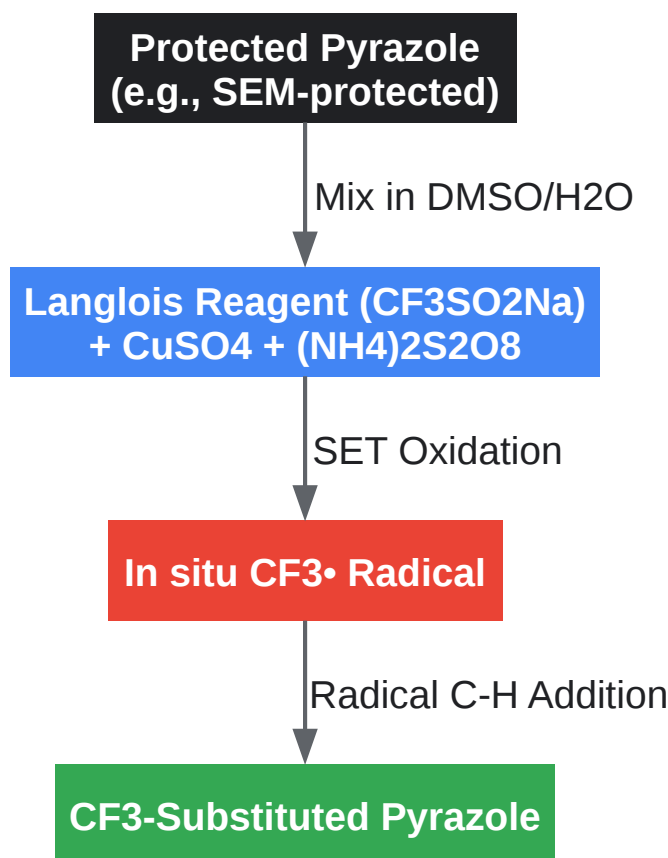 Protected Pyrazole
(e.g., SEM-protected)
Mix in DMSO/H2O
Langlois Reagent (CF3SO2Na)
+ CuSO4 + (NH4)2S2O8
SET Oxidation
In situ CF3• Radical
Radical C-H Addition
CF3-Substituted Pyrazole